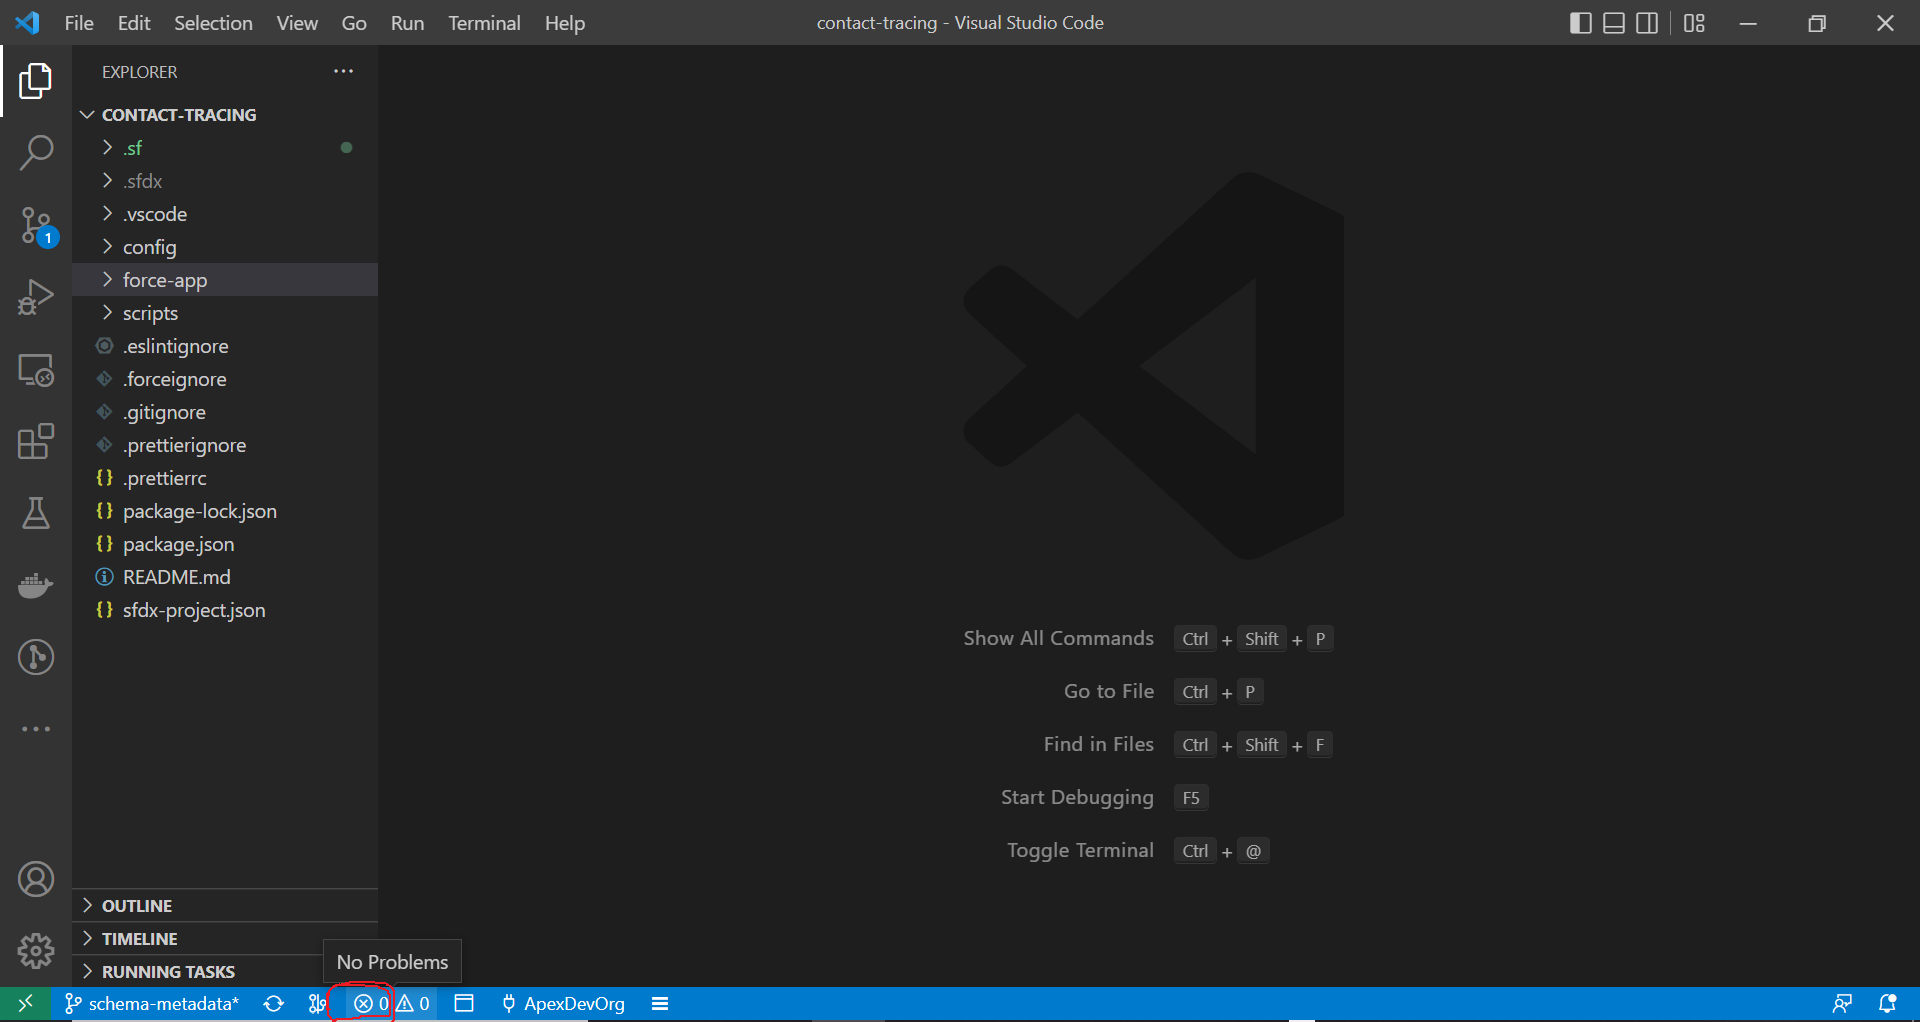 File Edit Selection View Go Run Terminal Help
contact-tracing - Visual Studio Code
EXPLORER
CONTACT-TRACING
.sf
.sfdx
.vscode
config
force-app
scripts
.eslintignore
.forceignore
.gitignore
.prettierignore
.prettierrc
package-lock.json
package.json
README.md
sfdx-project.json
1
Show All Commands Ctrl + Shift + P
Go to File Ctrl + P
Find in Files Ctrl + Shift + F
Start Debugging F5
Toggle Terminal Ctrl + @
OUTLINE
TIMELINE
RUNNING TASKS
No Problems
schema-metadata* 0 0 ApexDevOrg